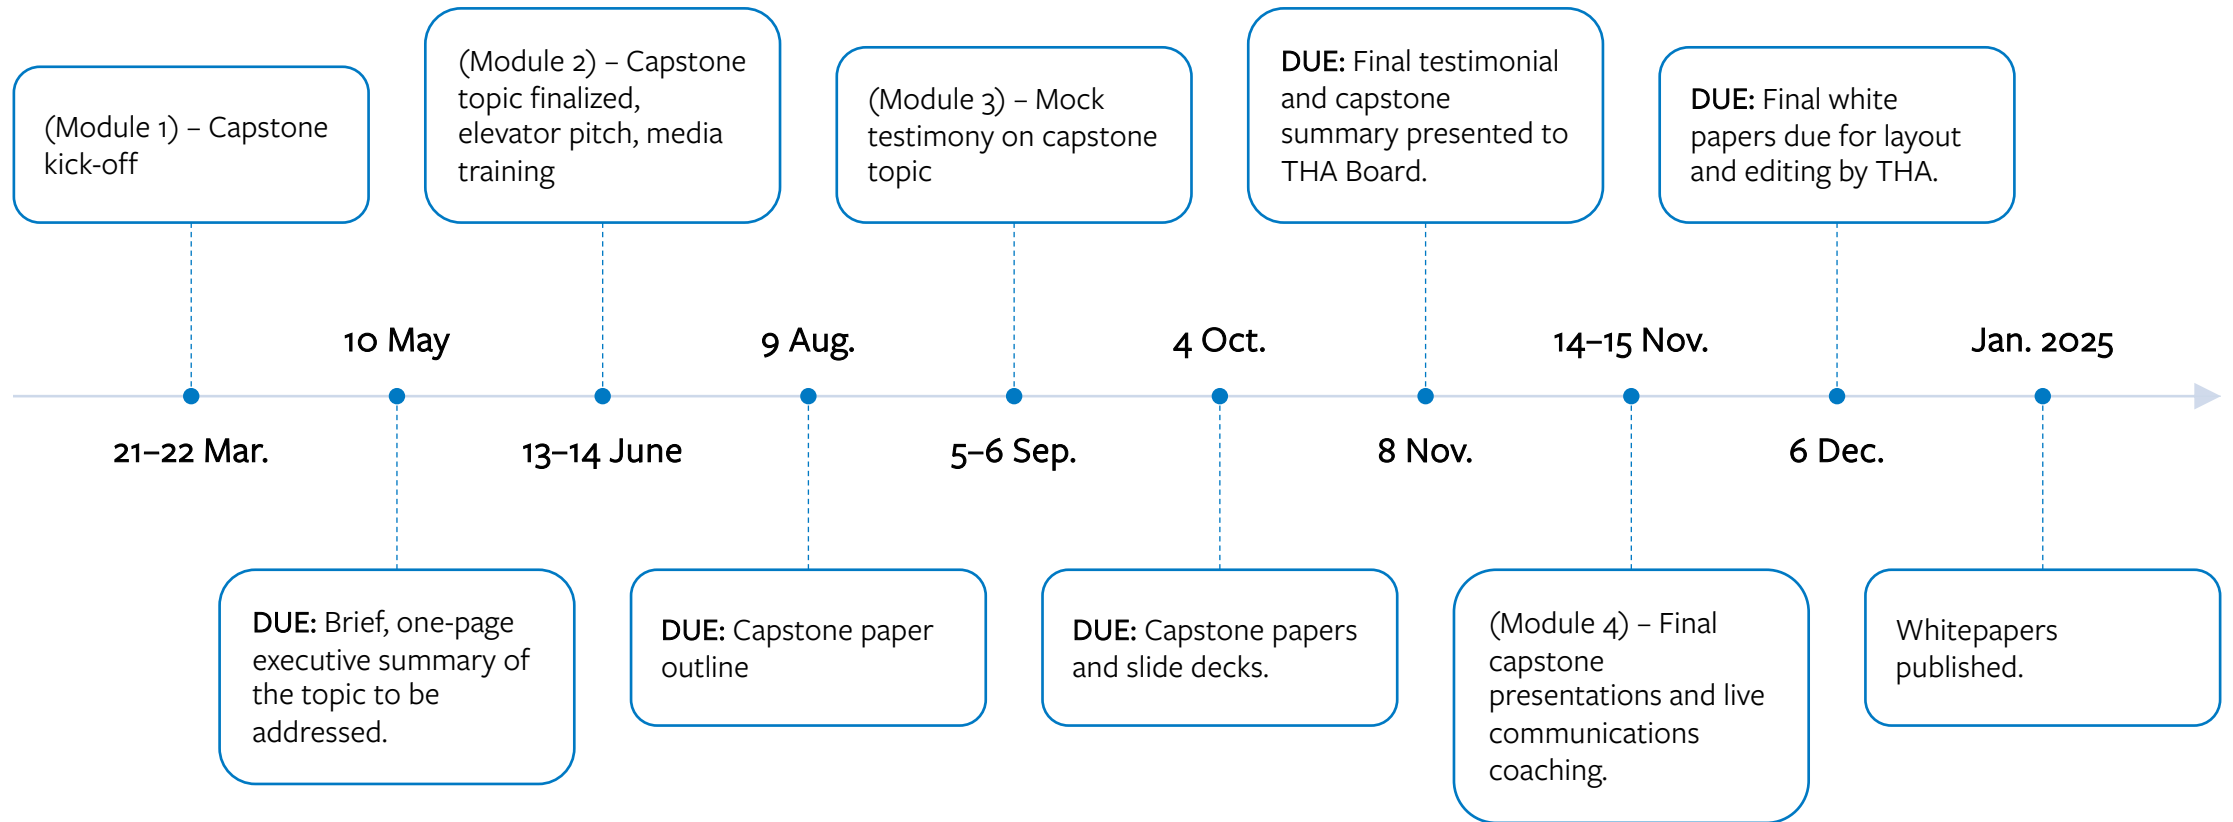 (Module 1) – Capstone
kick-off
(Module 2) – Capstone
topic finalized,
elevator pitch, media
training
(Module 3) – Mock
testimony on capstone
topic
DUE: Final testimonial
and capstone
summary presented to
THA Board.
DUE: Final white
papers due for layout
and editing by THA.
10 May
9 Aug.
4 Oct.
14–15 Nov.
Jan. 2025
21–22 Mar.
13–14 June
5–6 Sep.
8 Nov.
6 Dec.
DUE: Brief, one-page
executive summary of
the topic to be
addressed.
DUE: Capstone paper
outline
DUE: Capstone papers
and slide decks.
(Module 4) – Final
capstone
presentations and live
communications
coaching.
Whitepapers
published.